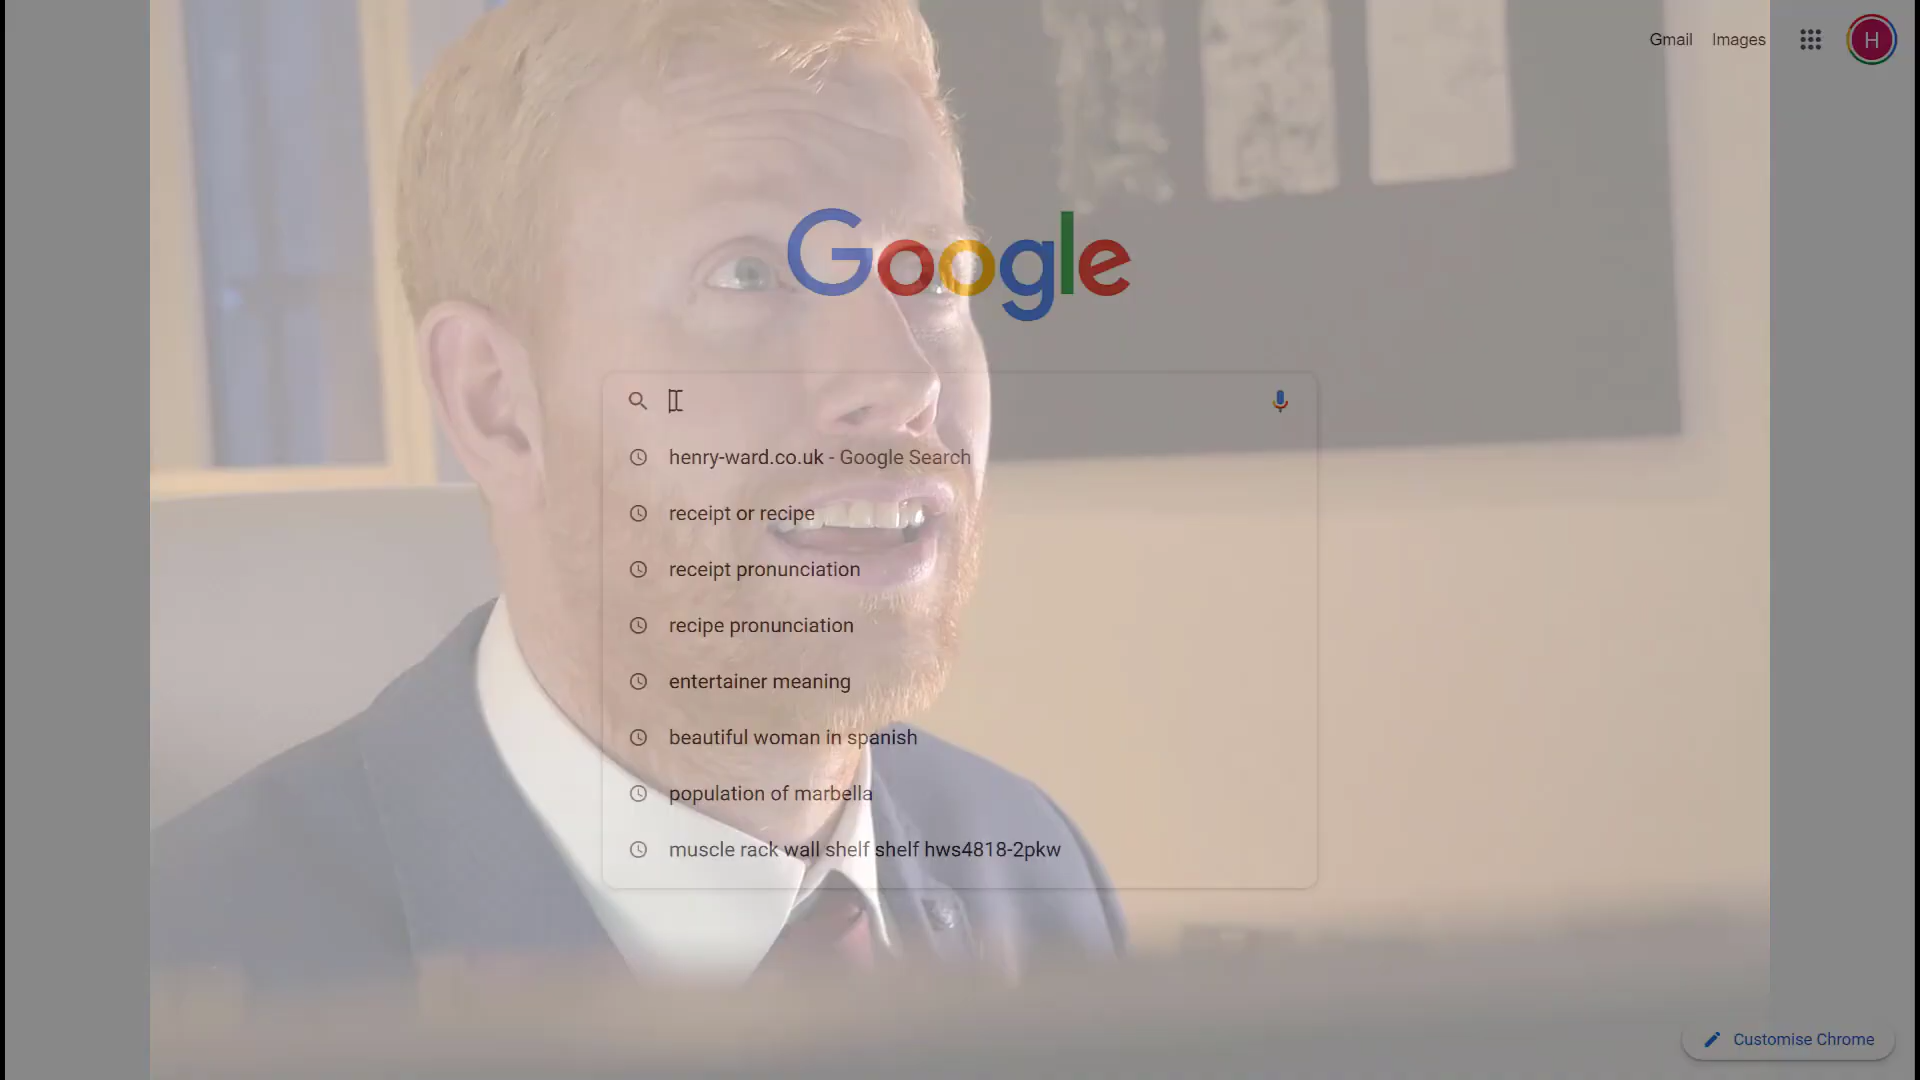 Gmail Images H
Google
henry-ward.co.uk - Google Search
receipt or recipe
receipt pronunciation
recipe pronunciation
entertainer meaning
beautiful woman in spanish
population of marbella
muscle rack wall shelf shelf hws4818-2pkw
Customise Chrome